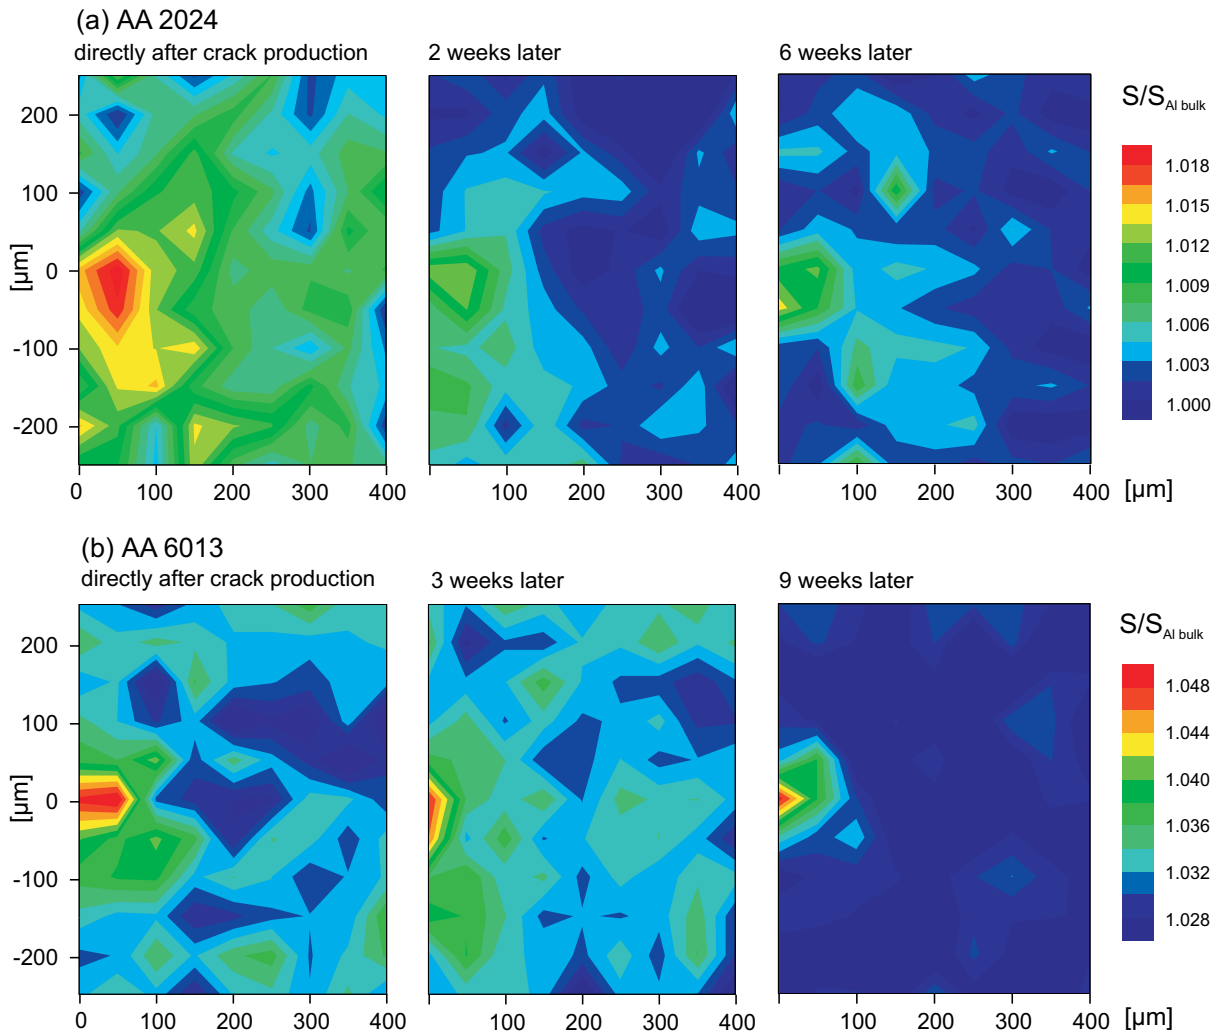 (a) AA 2024
directly after crack production
2 weeks later
6 weeks later
S/S Al bulk
200
100
0
-100
-200
[µm]
1.018
1.015
1.012
1.009
1.006
1.003
1.000
0 100 200 300 400
100 200 300 400
100 200 300 400 [µm]
(b) AA 6013
directly after crack production
3 weeks later
9 weeks later
S/S Al bulk
200
100
0
-100
-200
[µm]
1.048
1.044
1.040
1.036
1.032
1.028
0 100 200 300 400
100 200 300 400
100 200 300 400 [µm]